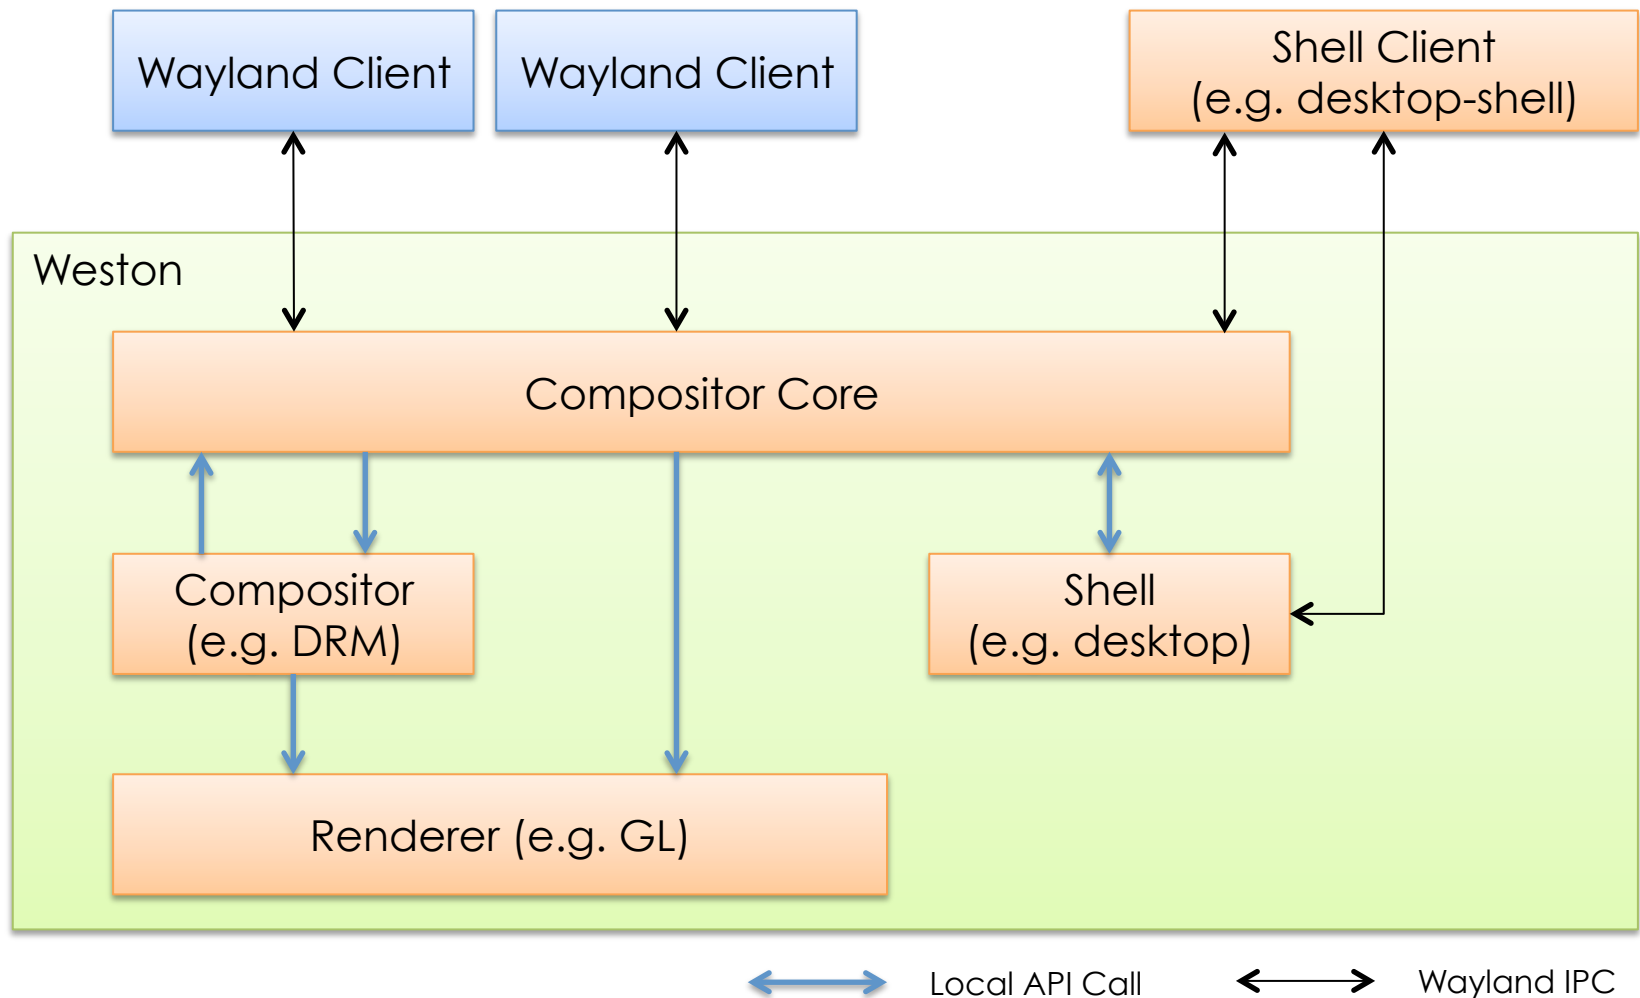 Wayland Client
Wayland Client
Shell Client
(e.g. desktop-shell)
Weston
Compositor Core
Compositor
(e.g. DRM)
Shell
(e.g. desktop)
Renderer (e.g. GL)
Local API Call
Wayland IPC